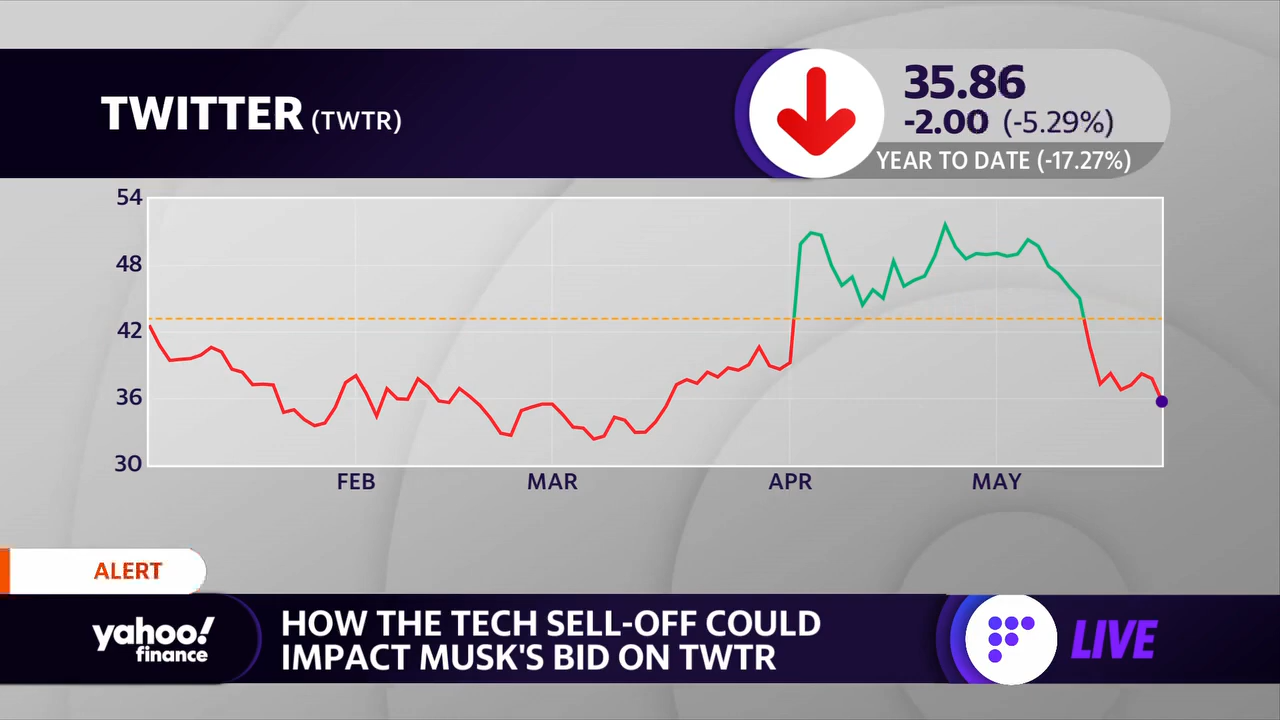 TWITTER (TWTR)
35.86
-2.00 (-5.29%)
YEAR TO DATE (-17.27%)
54
48
42
36
30
FEB MAR APR MAY
ALERT
yahoo!
finance
HOW THE TECH SELL-OFF COULD
IMPACT MUSK'S BID ON TWTR
LIVE